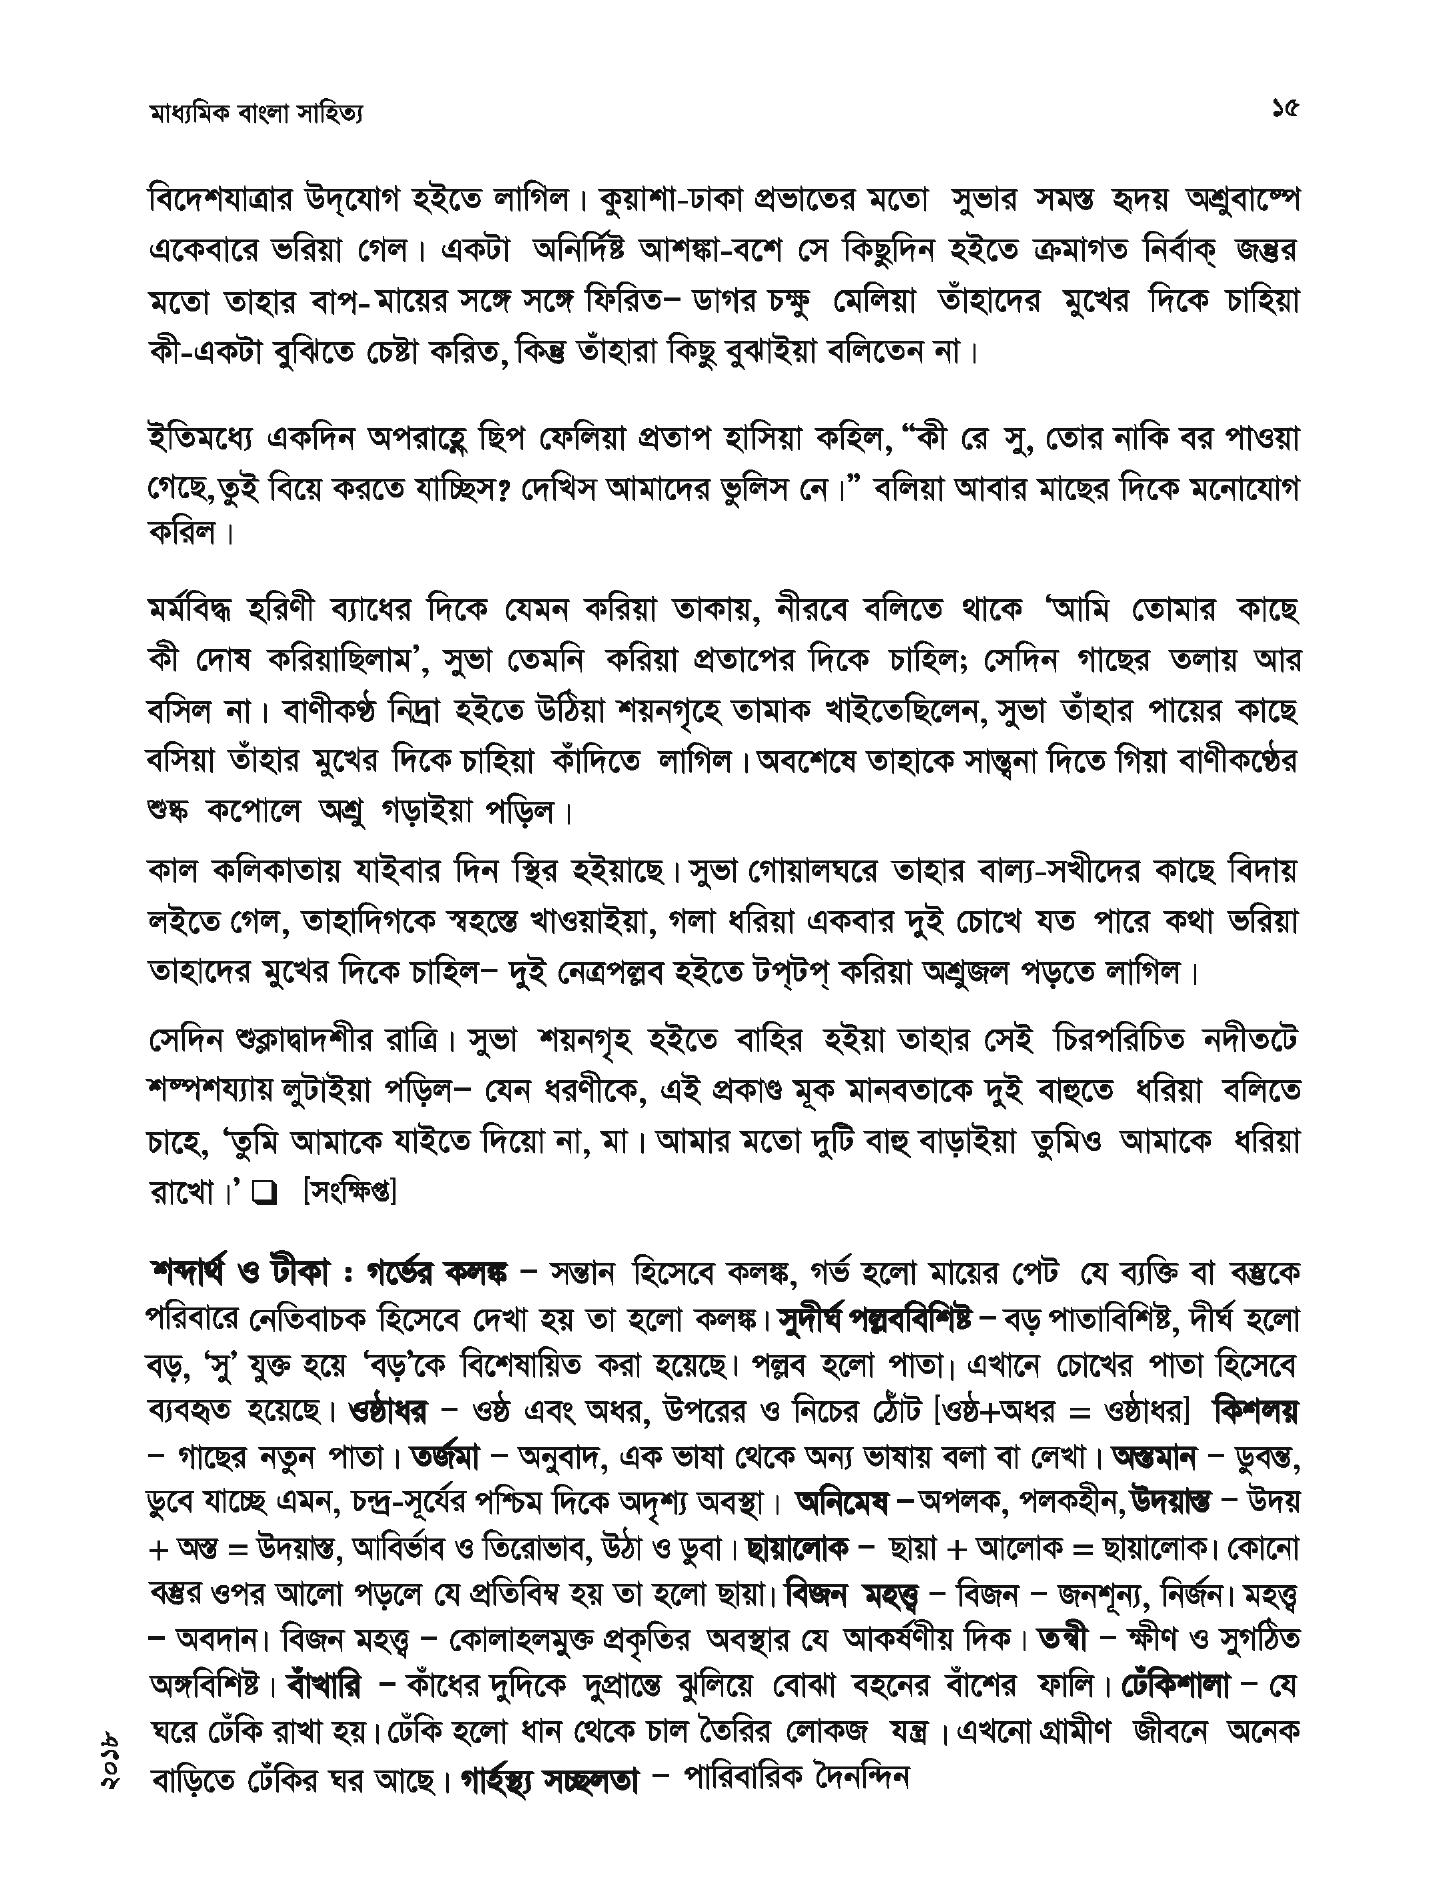 মাধ্যমিক বাংলা সাহিত্য
১৫
বিদেশযাত্রার উদ্‌যোগ হইতে লাগিল। কুয়াশা-ঢাকা প্রভাতের মতো সুভার সমস্ত হৃদয় অশ্রুবাষ্পে
একেবারে ভরিয়া গেল। একটা অনির্দিষ্ট আশঙ্কা-বশে সে কিছুদিন হইতে ক্রমাগত নির্বাক্ জন্তুর
মতো তাহার বাপ-মায়ের সঙ্গে সঙ্গে ফিরিত– ডাগর চক্ষু মেলিয়া তাঁহাদের মুখের দিকে চাহিয়া
কী-একটা বুঝিতে চেষ্টা করিত, কিন্তু তাঁহারা কিছু বুঝাইয়া বলিতেন না।
ইতিমধ্যে একদিন অপরাহ্ণে ছিপ ফেলিয়া প্রতাপ হাসিয়া কহিল, “কী রে সু, তোর নাকি বর পাওয়া
গেছে, তুই বিয়ে করতে যাচ্ছিস? দেখিস আমাদের ভুলিস নে।” বলিয়া আবার মাছের দিকে মনোযোগ
করিল।
মর্মবিদ্ধ হরিণী ব্যাধের দিকে যেমন করিয়া তাকায়, নীরবে বলিতে থাকে ‘আমি তোমার কাছে
কী দোষ করিয়াছিলাম’, সুভা তেমনি করিয়া প্রতাপের দিকে চাহিল; সেদিন গাছের তলায় আর
বসিল না। বাণীকণ্ঠ নিদ্রা হইতে উঠিয়া শয়নগৃহে তামাক খাইতেছিলেন, সুভা তাঁহার পায়ের কাছে
বসিয়া তাঁহার মুখের দিকে চাহিয়া কাঁদিতে লাগিল। অবশেষে তাহাকে সান্ত্বনা দিতে গিয়া বাণীকণ্ঠের
শুষ্ক কপোলে অশ্রু গড়াইয়া পড়িল।
কাল কলিকাতায় যাইবার দিন স্থির হইয়াছে। সুভা গোয়ালঘরে তাহার বাল্য-সখীদের কাছে বিদায়
লইতে গেল, তাহাদিগকে স্বহস্তে খাওয়াইয়া, গলা ধরিয়া একবার দুই চোখে যত পারে কথা ভরিয়া
তাহাদের মুখের দিকে চাহিল– দুই নেত্রপল্লব হইতে টপ্‌টপ্ করিয়া অশ্রুজল পড়তে লাগিল।
সেদিন শুক্লাদ্বাদশীর রাত্রি। সুভা শয়নগৃহ হইতে বাহির হইয়া তাহার সেই চিরপরিচিত নদীতটে
শষ্পশয্যায় লুটাইয়া পড়িল– যেন ধরণীকে, এই প্রকাণ্ড মূক মানবতাকে দুই বাহুতে ধরিয়া বলিতে
চাহে, ‘তুমি আমাকে যাইতে দিয়ো না, মা। আমার মতো দুটি বাহু বাড়াইয়া তুমিও আমাকে ধরিয়া
রাখো।’ ❑ [সংক্ষিপ্ত]
শব্দার্থ ও টীকা : গর্ভের কলঙ্ক – সন্তান হিসেবে কলঙ্ক, গর্ভ হলো মায়ের পেট যে ব্যক্তি বা বস্তুকে
পরিবারে নেতিবাচক হিসেবে দেখা হয় তা হলো কলঙ্ক। সুদীর্ঘ পল্লববিশিষ্ট – বড় পাতাবিশিষ্ট, দীর্ঘ হলো
বড়, ‘সু’ যুক্ত হয়ে ‘বড়’কে বিশেষায়িত করা হয়েছে। পল্লব হলো পাতা। এখানে চোখের পাতা হিসেবে
ব্যবহৃত হয়েছে। ওষ্ঠাধর – ওষ্ঠ এবং অধর, উপরের ও নিচের ঠোঁট [ওষ্ঠ+অধর = ওষ্ঠাধর] কিশলয়
– গাছের নতুন পাতা। তর্জমা – অনুবাদ, এক ভাষা থেকে অন্য ভাষায় বলা বা লেখা। অস্তমান – ডুবন্ত,
ডুবে যাচ্ছে এমন, চন্দ্র-সূর্যের পশ্চিম দিকে অদৃশ্য অবস্থা। অনিমেষ – অপলক, পলকহীন, উদয়াস্ত – উদয়
+ অস্ত = উদয়াস্ত, আবির্ভাব ও তিরোভাব, উঠা ও ডুবা। ছায়ালোক – ছায়া + আলোক = ছায়ালোক। কোনো
বস্তুর ওপর আলো পড়লে যে প্রতিবিম্ব হয় তা হলো ছায়া। বিজন মহত্ত্ব – বিজন – জনশূন্য, নির্জন। মহত্ত্ব
– অবদান। বিজন মহত্ত্ব – কোলাহলমুক্ত প্রকৃতির অবস্থার যে আকর্ষণীয় দিক। তন্বী – ক্ষীণ ও সুগঠিত
অঙ্গবিশিষ্ট। বাঁখারি – কাঁধের দুদিকে দুপ্রান্তে ঝুলিয়ে বোঝা বহনের বাঁশের ফালি। ঢেঁকিশালা – যে
ঘরে ঢেঁকি রাখা হয়। ঢেঁকি হলো ধান থেকে চাল তৈরির লোকজ যন্ত্র। এখনো গ্রামীণ জীবনে অনেক
বাড়িতে ঢেঁকির ঘর আছে। গার্হস্থ্য সচ্ছলতা – পারিবারিক দৈনন্দিন
২০১৮